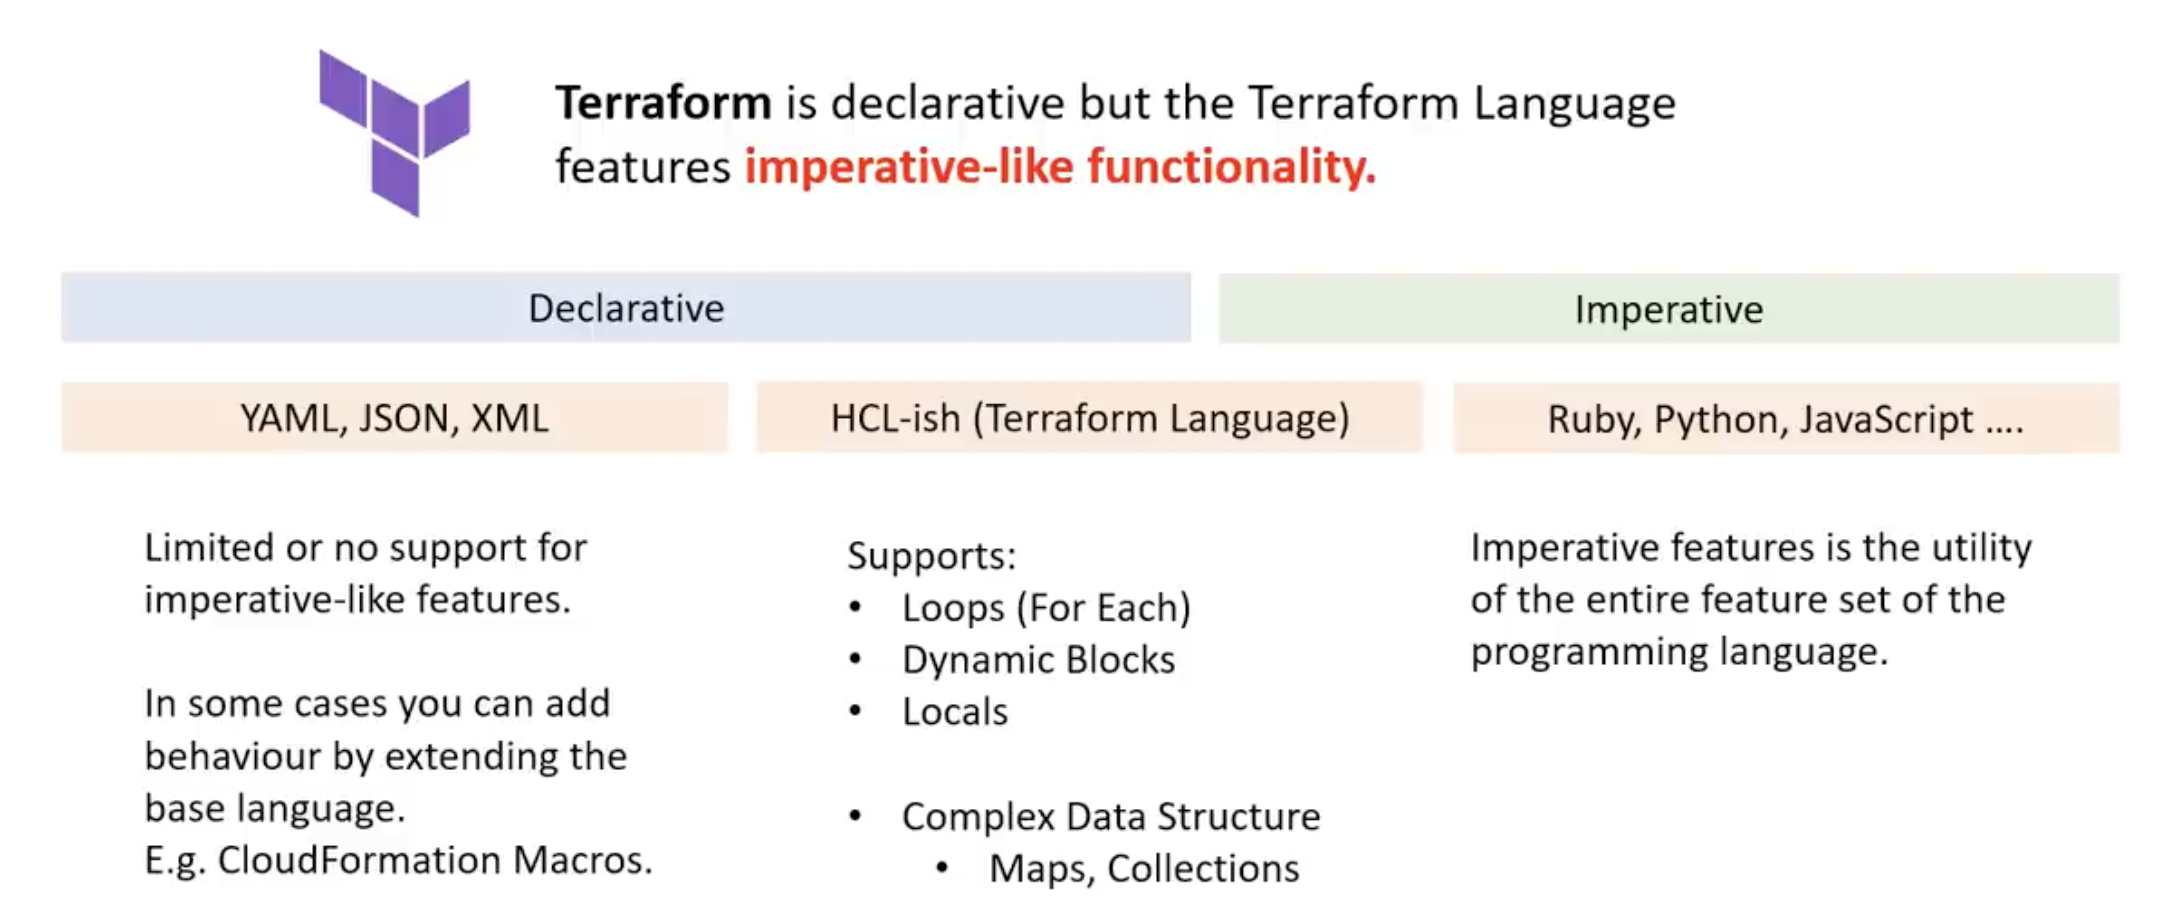 Terraform is declarative but the Terraform Language
features imperative-like functionality.
Declarative
Imperative
YAML, JSON, XML
HCL-ish (Terraform Language)
Ruby, Python, JavaScript ....
Limited or no support for
imperative-like features.
In some cases you can add
behaviour by extending the
base language.
E.g. CloudFormation Macros.
Supports:
• Loops (For Each)
• Dynamic Blocks
• Locals
• Complex Data Structure
• Maps, Collections
Imperative features is the utility
of the entire feature set of the
programming language.